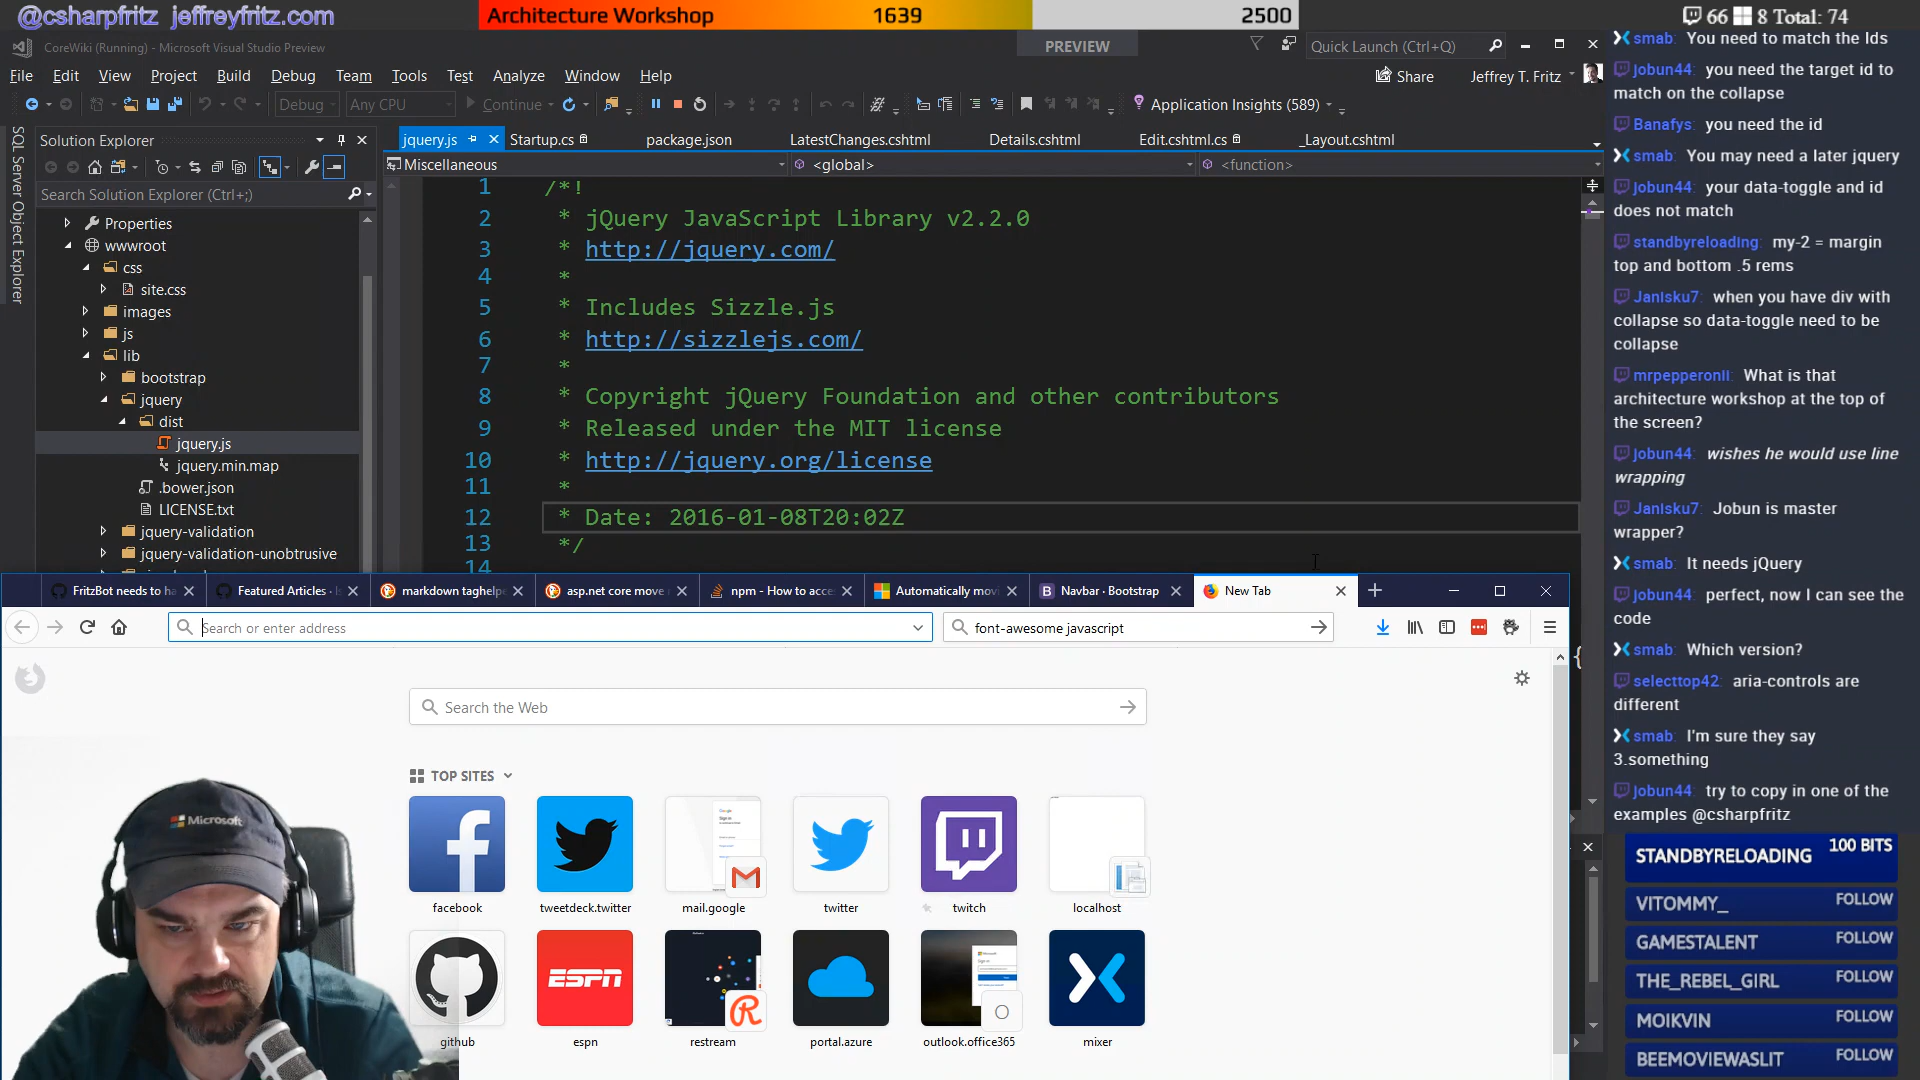 @csharpfritz jeffreyfritz.com
Architecture Workshop 1639 2500
66 8 Total: 74
CoreWiki (Running) - Microsoft Visual Studio Preview
PREVIEW
Quick Launch (Ctrl+Q)
File Edit View Project Build Debug Team Tools Test Analyze Window Help
Share
Jeffrey T. Fritz
Debug Any CPU Continue Application Insights (589)
SQL Server Object Explorer
Solution Explorer
Search Solution Explorer (Ctrl+;)
Properties
wwwroot
css
site.css
images
js
lib
bootstrap
jquery
dist
jquery.js
jquery.min.map
.bower.json
LICENSE.txt
jquery-validation
jquery-validation-unobtrusive
jquery.js Startup.cs package.json LatestChanges.cshtml Details.cshtml Edit.cshtml.cs _Layout.cshtml
Miscellaneous <global> <function>
1 /*!
2 * jQuery JavaScript Library v2.2.0
3 * http://jquery.com/
4 *
5 * Includes Sizzle.js
6 * http://sizzlejs.com/
7 *
8 * Copyright jQuery Foundation and other contributors
9 * Released under the MIT license
10 * http://jquery.org/license
11 *
12 * Date: 2016-01-08T20:02Z
13 */
14
{
FritzBot needs to ha
Featured Articles · Is
markdown taghelpe
asp.net core move n
npm - How to acces
Automatically movi
Navbar · Bootstrap
New Tab
Search or enter address
font-awesome javascript
Search the Web
TOP SITES
facebook
tweetdeck.twitter
mail.google
twitter
twitch
localhost
ESPN
github
espn
restream
portal.azure
outlook.office365
mixer
Microsoft
smab: You need to match the Ids
jobun44: you need the target id to
match on the collapse
Banafys: you need the id
smab: You may need a later jquery
jobun44: your data-toggle and id
does not match
standbyreloading: my-2 = margin
top and bottom .5 rems
Janisku7: when you have div with
collapse so data-toggle need to be
collapse
mrpepperonii: What is that
architecture workshop at the top of
the screen?
jobun44: wishes he would use line
wrapping
Janisku7: Jobun is master
wrapper?
smab: It needs jQuery
jobun44: perfect, now I can see the
code
smab: Which version?
selecttop42: aria-controls are
different
smab: I'm sure they say
3.something
jobun44: try to copy in one of the
examples @csharpfritz
STANDBYRELOADING 100 BITS
VITOMMY_ FOLLOW
GAMESTALENT FOLLOW
THE_REBEL_GIRL FOLLOW
MOIKVIN FOLLOW
BEEMOVIEWASLIT FOLLOW